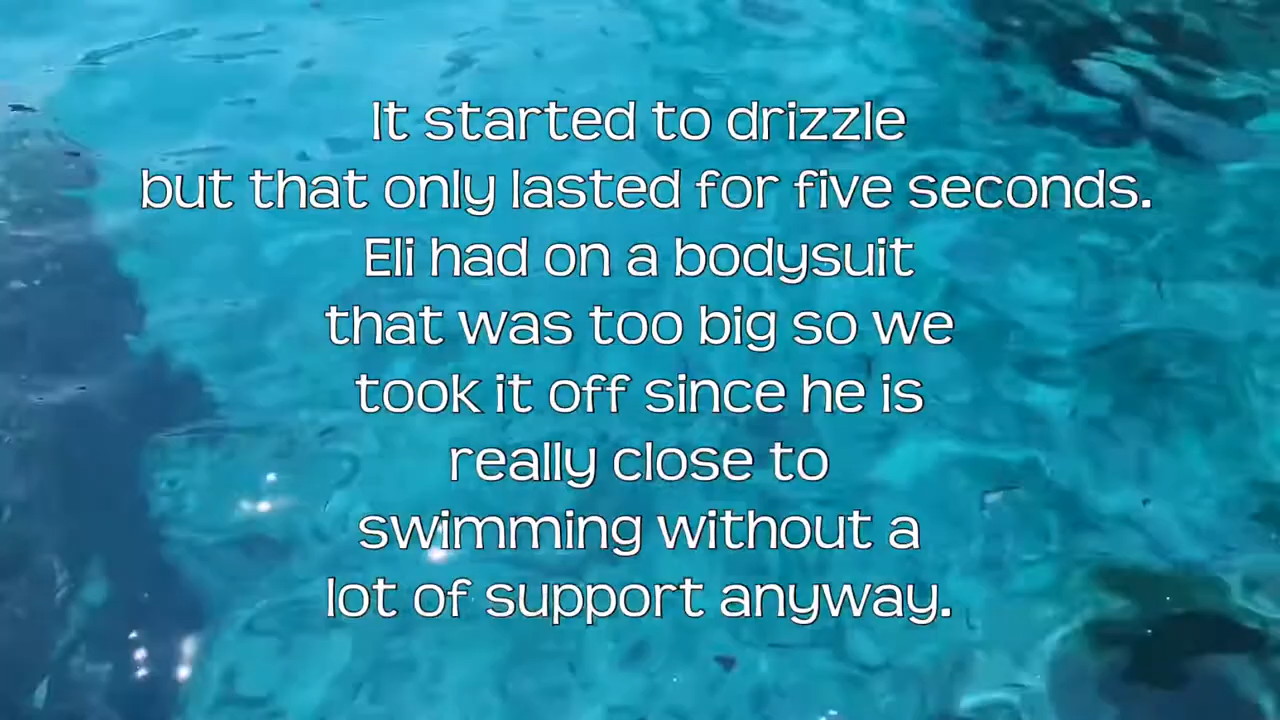 It started to drizzle
but that only lasted for five seconds.
Eli had on a bodysuit
that was too big so we
took it off since he is
really close to
swimming without a
lot of support anyway.